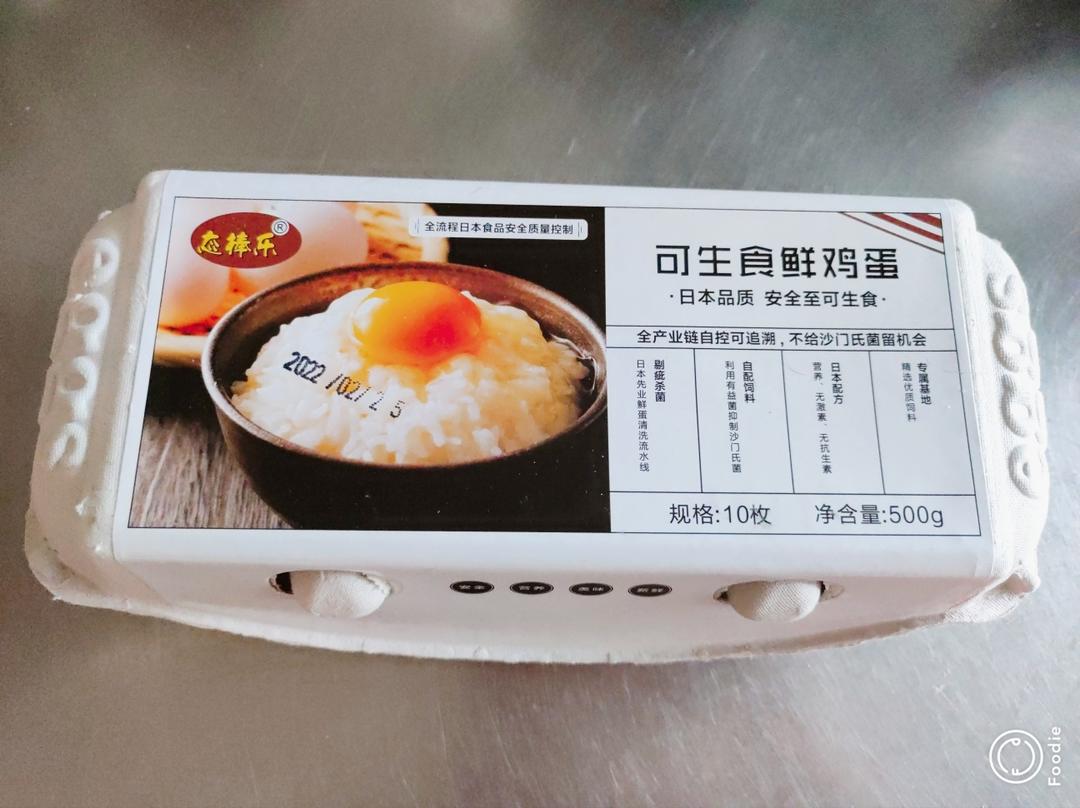 恋棒乐®
全流程日本食品安全质量控制
2022/02/25
可生食鲜鸡蛋
·日本品质 安全至可生食·
全产业链自控可追溯，不给沙门氏菌留机会
专属基地
精选优质饲料
日本配方
营养、无激素、无抗生素
自配饲料
利用有益菌抑制沙门氏菌
剔疵杀菌
日本先业鲜蛋清洗流水线
规格:10枚 净含量:500g
安全 营养 美味 新鲜
Foodie